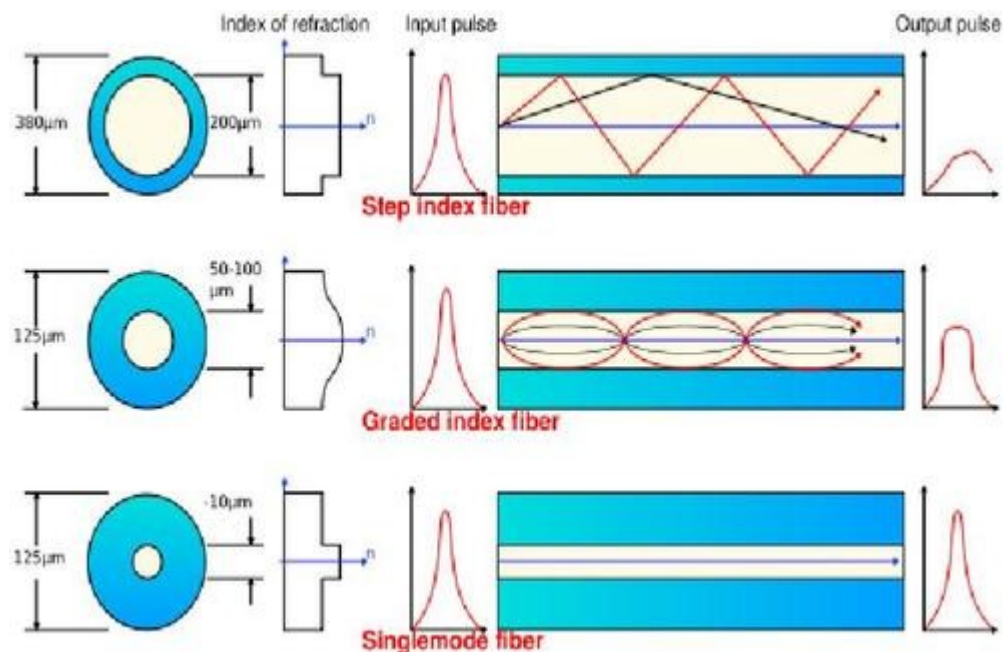 Index of refraction
Input pulse
Output pulse
380µm
200µm
n
Step index fiber
50-100
µm
125µm
n
Graded index fiber
-10µm
125µm
n
Singlemode fiber